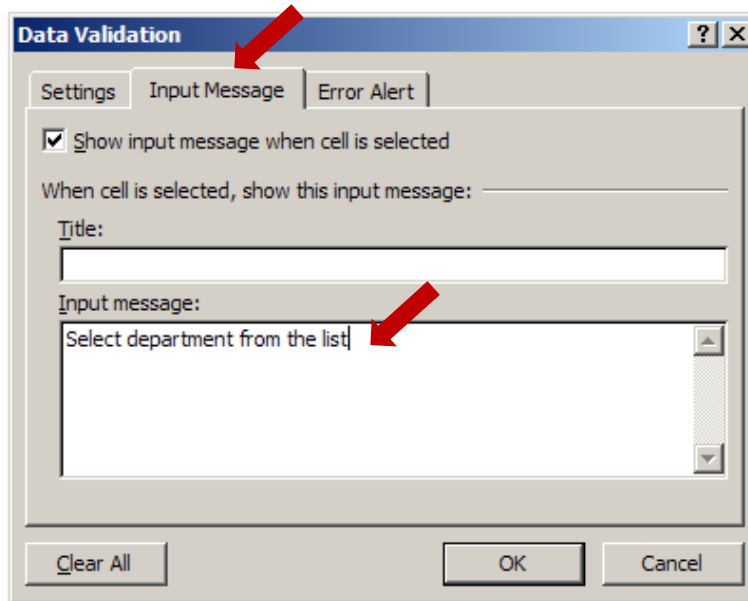 Data Validation
Settings Input Message Error Alert
Show input message when cell is selected
When cell is selected, show this input message:
Title:
Input message:
Select department from the list
Clear All OK Cancel